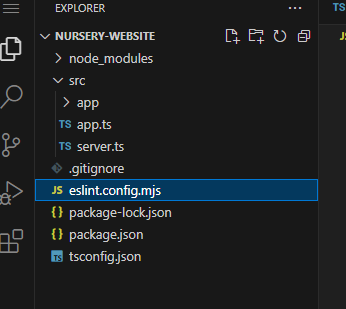 EXPLORER
NURSERY-WEBSITE
node_modules
src
app
TS app.ts
TS server.ts
.gitignore
JS eslint.config.mjs
{} package-lock.json
{} package.json
TS tsconfig.json
TS
JS